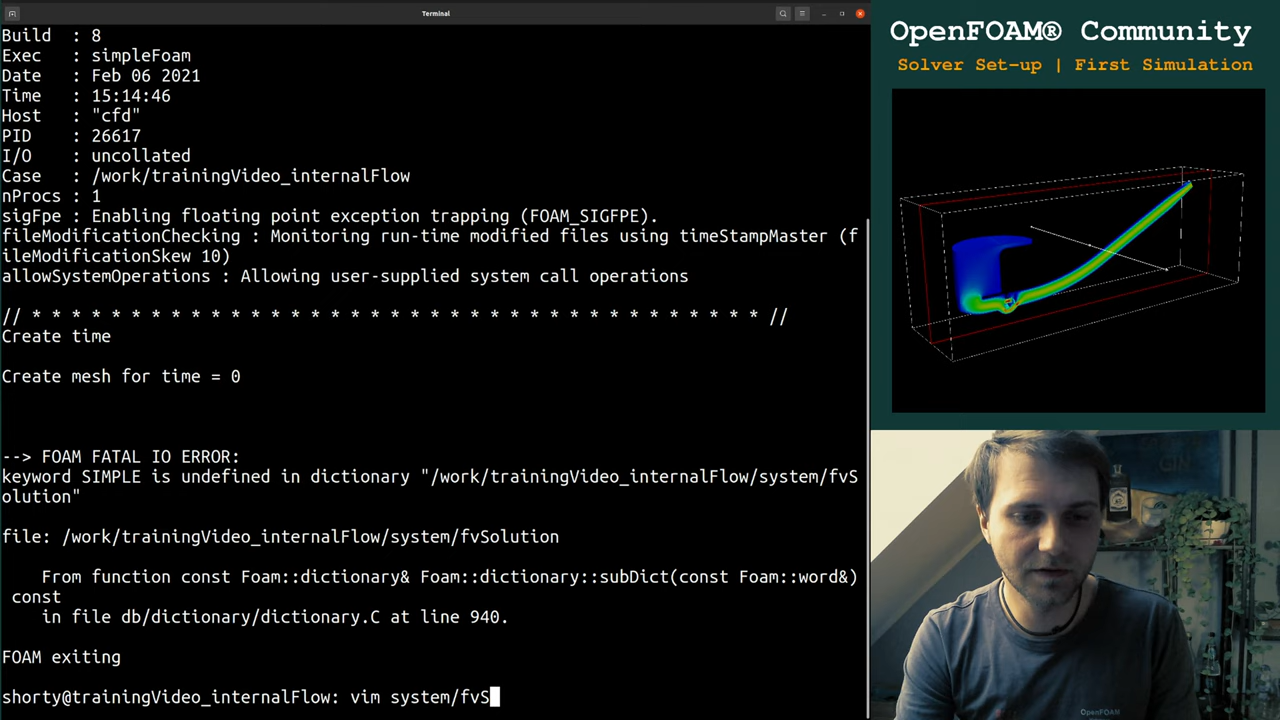 Terminal
Build  : 8
Exec   : simpleFoam
Date   : Feb 06 2021
Time   : 15:14:46
Host   : "cfd"
PID    : 26617
I/O    : uncollated
Case   : /work/trainingVideo_internalFlow
nProcs : 1
sigFpe : Enabling floating point exception trapping (FOAM_SIGFPE).
fileModificationChecking : Monitoring run-time modified files using timeStampMaster (f
ileModificationSkew 10)
allowSystemOperations : Allowing user-supplied system call operations
// * * * * * * * * * * * * * * * * * * * * * * * * * * * * * * * * * * * * * //
Create time
Create mesh for time = 0
--> FOAM FATAL IO ERROR:
keyword SIMPLE is undefined in dictionary "/work/trainingVideo_internalFlow/system/fvS
olution"
file: /work/trainingVideo_internalFlow/system/fvSolution
From function const Foam::dictionary& Foam::dictionary::subDict(const Foam::word&)
const
in file db/dictionary/dictionary.C at line 940.
FOAM exiting
shorty@trainingVideo_internalFlow: vim system/fvS
OpenFOAM® Community
Solver Set-up | First Simulation
GIN
OpenFOAM